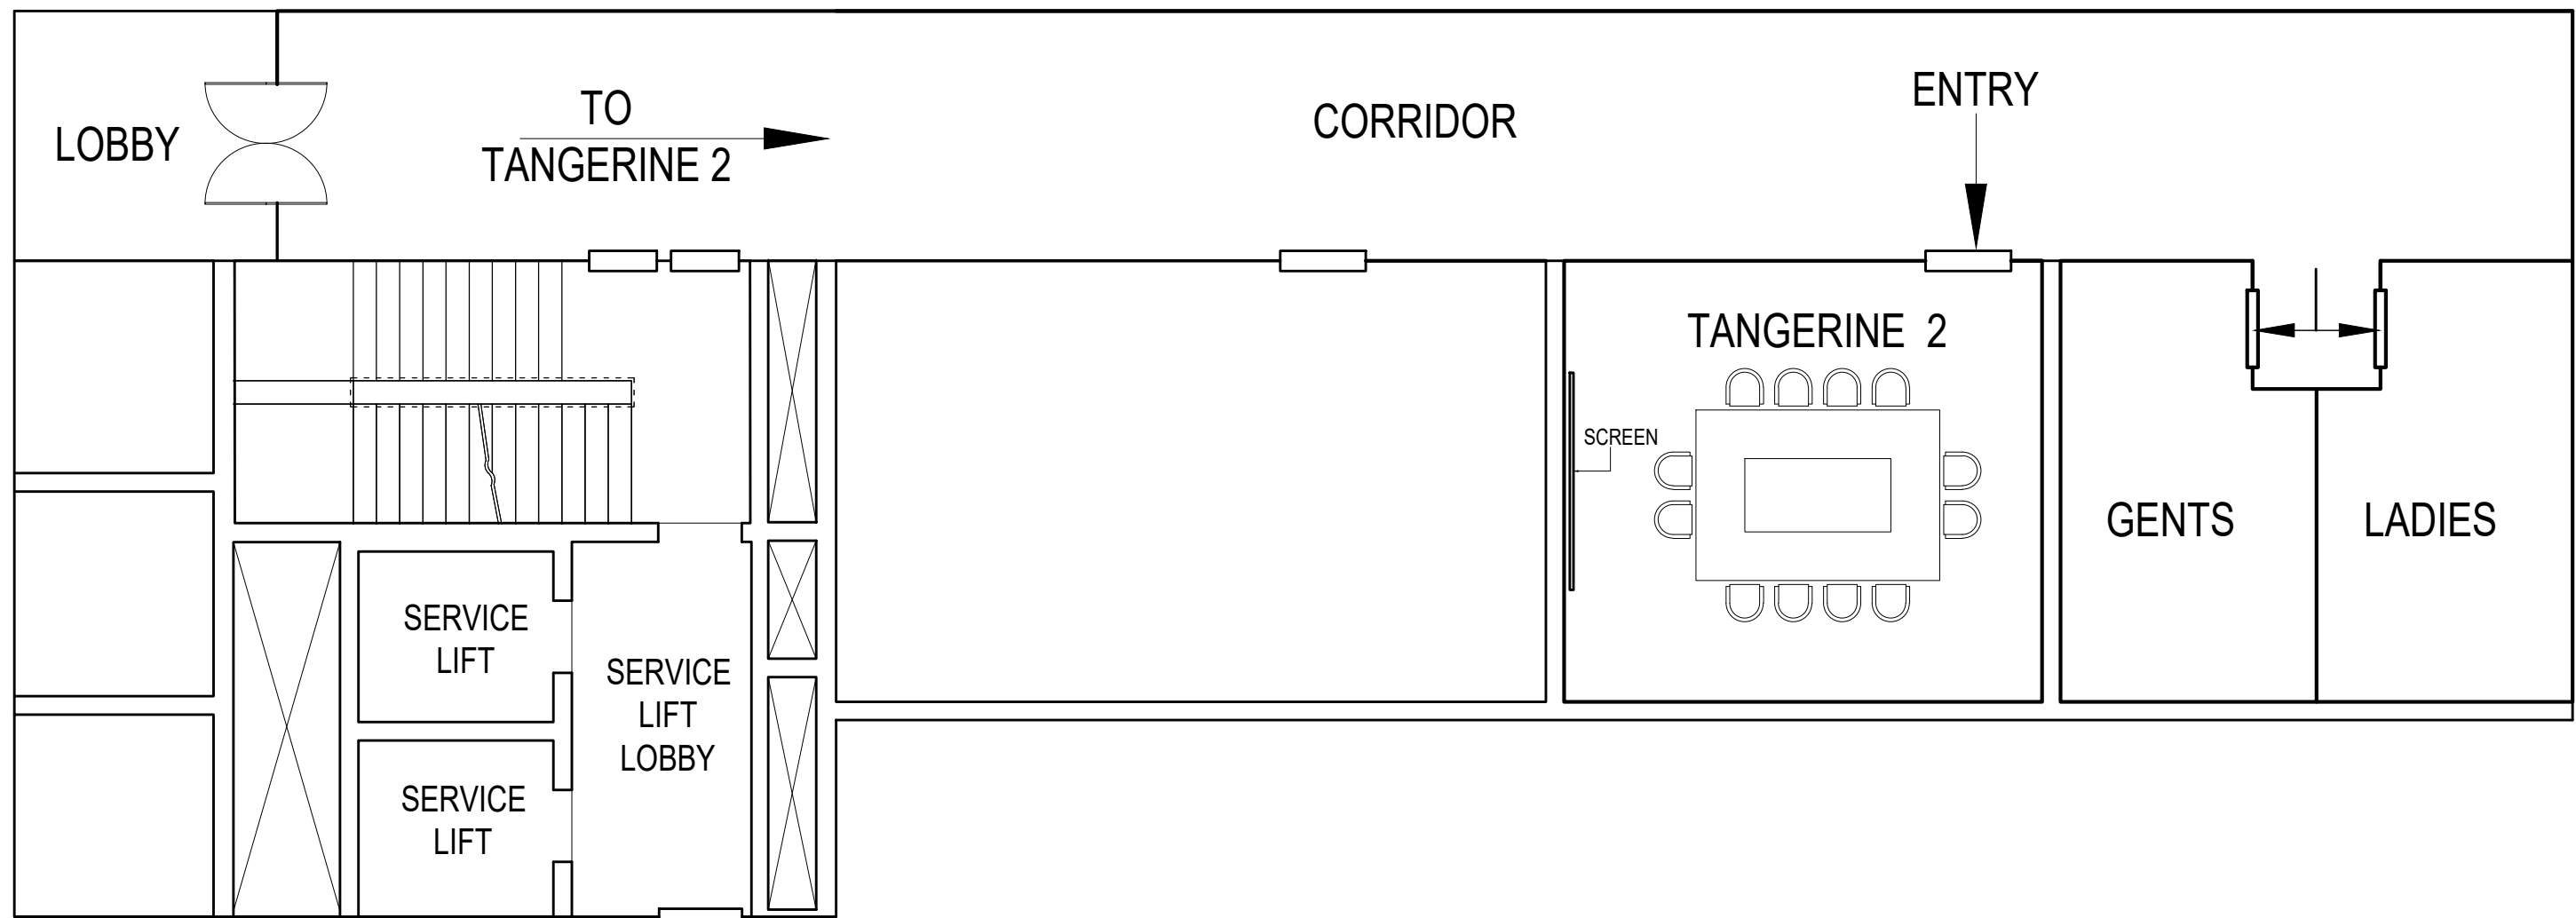 LOBBY
TO
TANGERINE 2
CORRIDOR
ENTRY
TANGERINE 2
SCREEN
GENTS
LADIES
SERVICE
LIFT
SERVICE
LIFT
LOBBY
SERVICE
LIFT